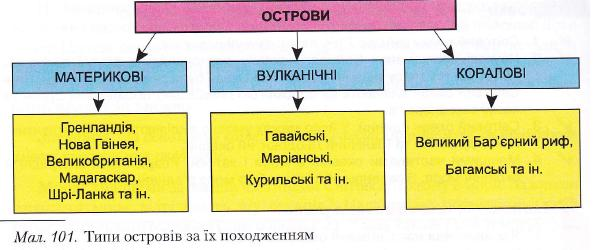 ОСТРОВИ
МАТЕРИКОВІ
ВУЛКАНІЧНІ
КОРАЛОВІ
Гренландія,
Нова Гвінея,
Великобританія,
Мадагаскар,
Шрі-Ланка та ін.
Гавайські,
Маріанські,
Курильські та ін.
Великий Бар’єрний риф,
Багамські та ін.
Мал. 101. Типи островів за їх походженням